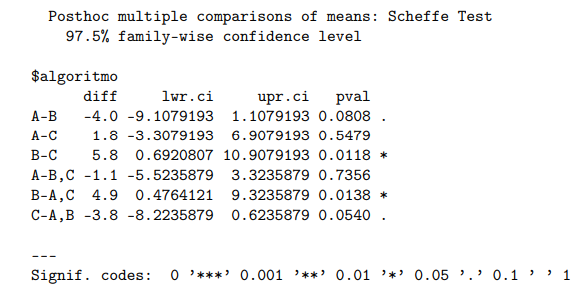 Posthoc multiple comparisons of means: Scheffe Test
97.5% family-wise confidence level
$algoritmo
diff lwr.ci upr.ci pval
A-B -4.0 -9.1079193 1.1079193 0.0808 .
A-C 1.8 -3.3079193 6.9079193 0.5479
B-C 5.8 0.6920807 10.9079193 0.0118 *
A-B,C -1.1 -5.5235879 3.3235879 0.7356
B-A,C 4.9 0.4764121 9.3235879 0.0138 *
C-A,B -3.8 -8.2235879 0.6235879 0.0540 .
---
Signif. codes: 0 ’***’ 0.001 ’**’ 0.01 ’*’ 0.05 ’.’ 0.1 ’ ’ 1